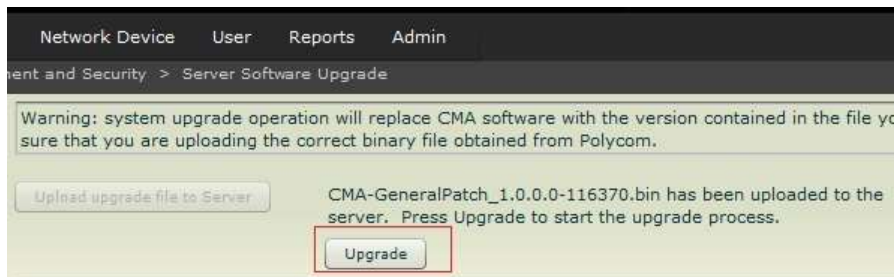 Network Device User Reports Admin
ent and Security > Server Software Upgrade
Warning: system upgrade operation will replace CMA software with the version contained in the file yo
sure that you are uploading the correct binary file obtained from Polycom.
Upload upgrade file to Server
CMA-GeneralPatch_1.0.0.0-116370.bin has been uploaded to the
server. Press Upgrade to start the upgrade process.
Upgrade